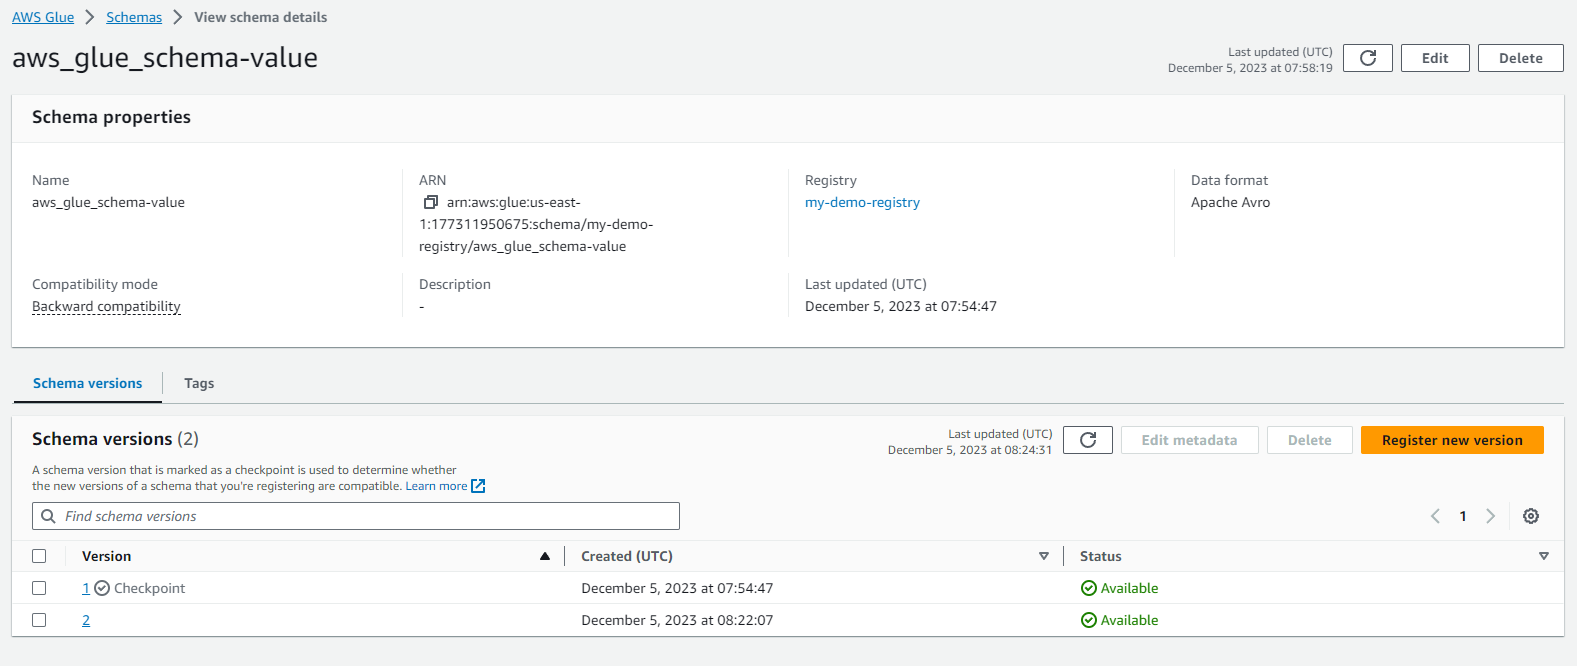 AWS Glue > Schemas > View schema details
aws_glue_schema-value
Last updated (UTC)
December 5, 2023 at 07:58:19
Edit
Delete
Schema properties
Name
aws_glue_schema-value
ARN
arn:aws:glue:us-east-
1:177311950675:schema/my-demo-
registry/aws_glue_schema-value
Registry
my-demo-registry
Data format
Apache Avro
Compatibility mode
Backward compatibility
Description
-
Last updated (UTC)
December 5, 2023 at 07:54:47
Schema versions
Tags
Schema versions (2)
Last updated (UTC)
December 5, 2023 at 08:24:31
Edit metadata
Delete
Register new version
A schema version that is marked as a checkpoint is used to determine whether
the new versions of a schema that you're registering are compatible. Learn more
Find schema versions
1
Version Created (UTC) Status
1 Checkpoint December 5, 2023 at 07:54:47 Available
2 December 5, 2023 at 08:22:07 Available